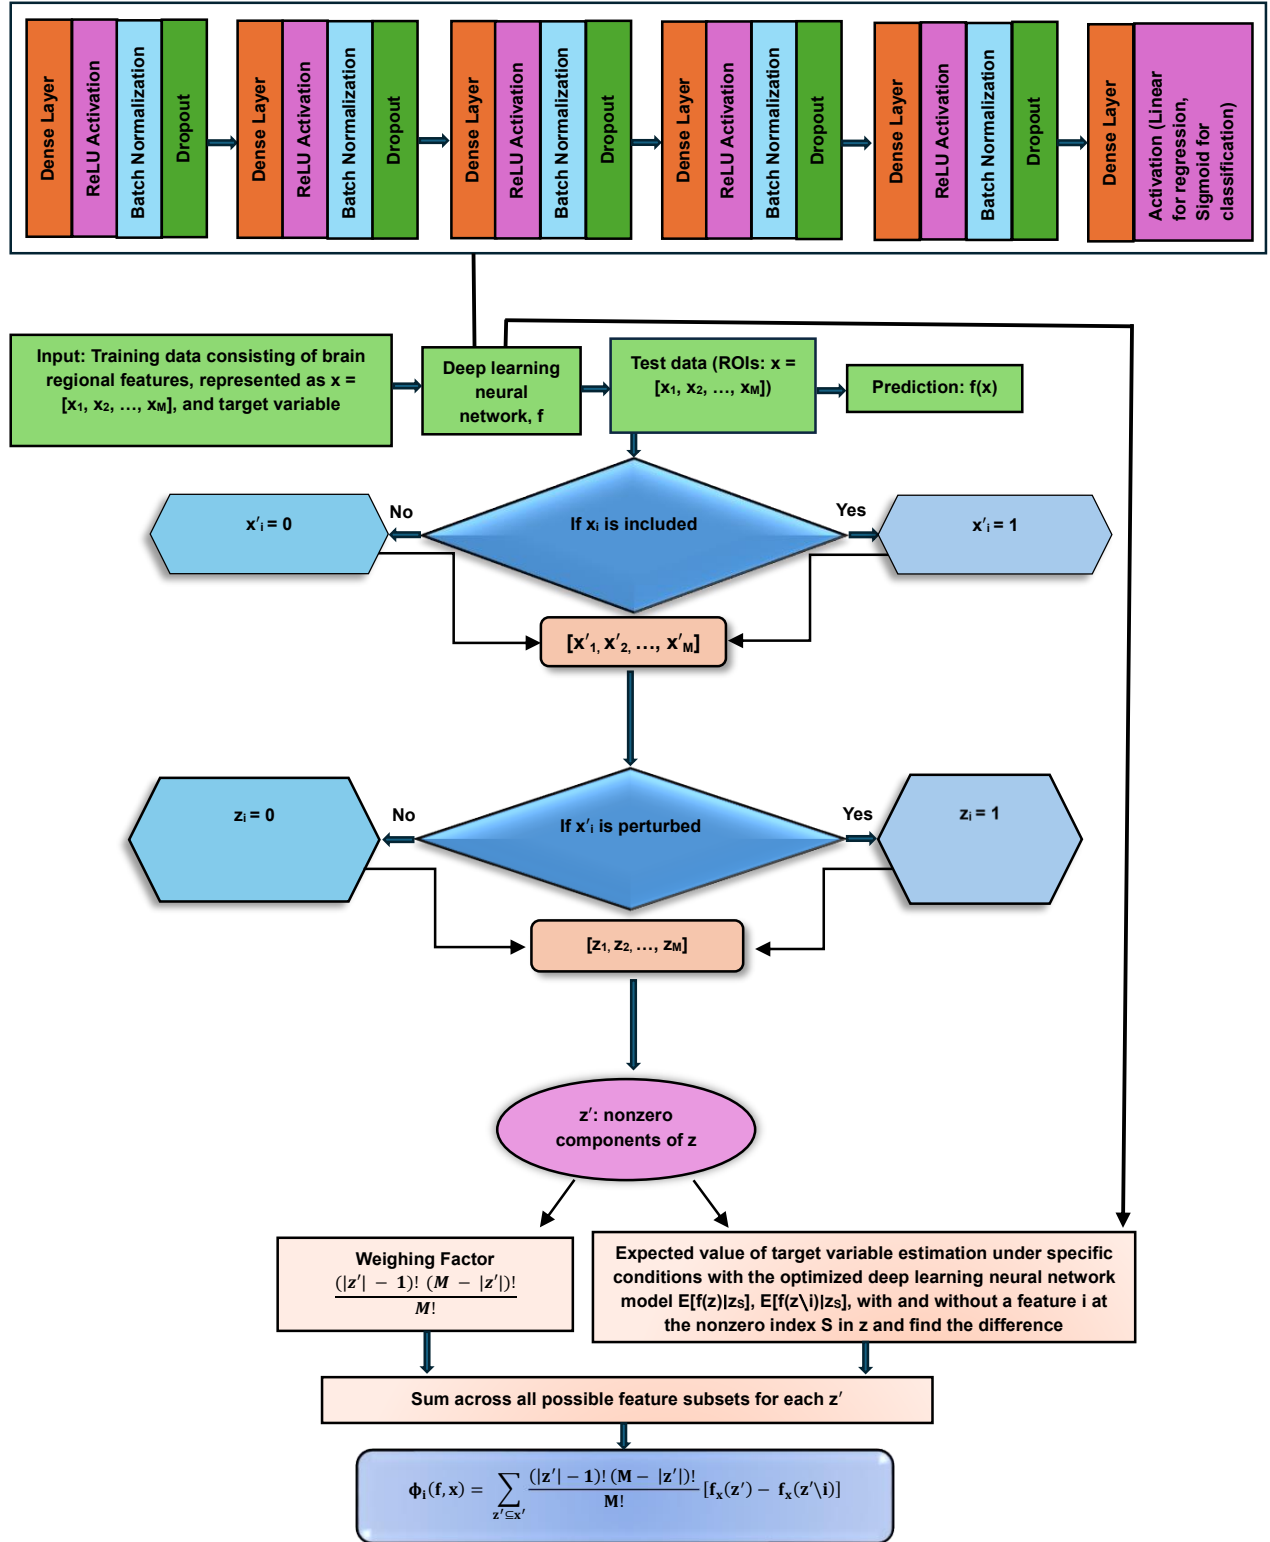 Dense Layer
ReLU Activation
Batch Normalization
Dropout
Dense Layer
ReLU Activation
Batch Normalization
Dropout
Dense Layer
ReLU Activation
Batch Normalization
Dropout
Dense Layer
ReLU Activation
Batch Normalization
Dropout
Dense Layer
ReLU Activation
Batch Normalization
Dropout
Dense Layer
Activation (Linear
for regression,
Sigmoid for
classification)
Input: Training data consisting of brain
regional features, represented as x =
[x₁, x₂, …, x_M], and target variable
Deep learning
neural
network, f
Test data (ROIs: x =
[x₁, x₂, …, x_M])
Prediction: f(x)
If xᵢ is included
No
Yes
x′ᵢ = 0
x′ᵢ = 1
[x′₁, x′₂, …, x′_M]
If x′ᵢ is perturbed
No
Yes
zᵢ = 0
zᵢ = 1
[z₁, z₂, …, z_M]
z′: nonzero
components of z
Weighing Factor
(|z′| − 1)! (M − |z′|)!
M!
Expected value of target variable estimation under specific
conditions with the optimized deep learning neural network
model E[f(z)|z_S], E[f(z\i)|z_S], with and without a feature i at
the nonzero index S in z and find the difference
Sum across all possible feature subsets for each z′
ϕᵢ(f, x) = ∑_{z′⊆x′} (|z′| − 1)! (M − |z′|)! / M! [f_x(z′) − f_x(z′\i)]